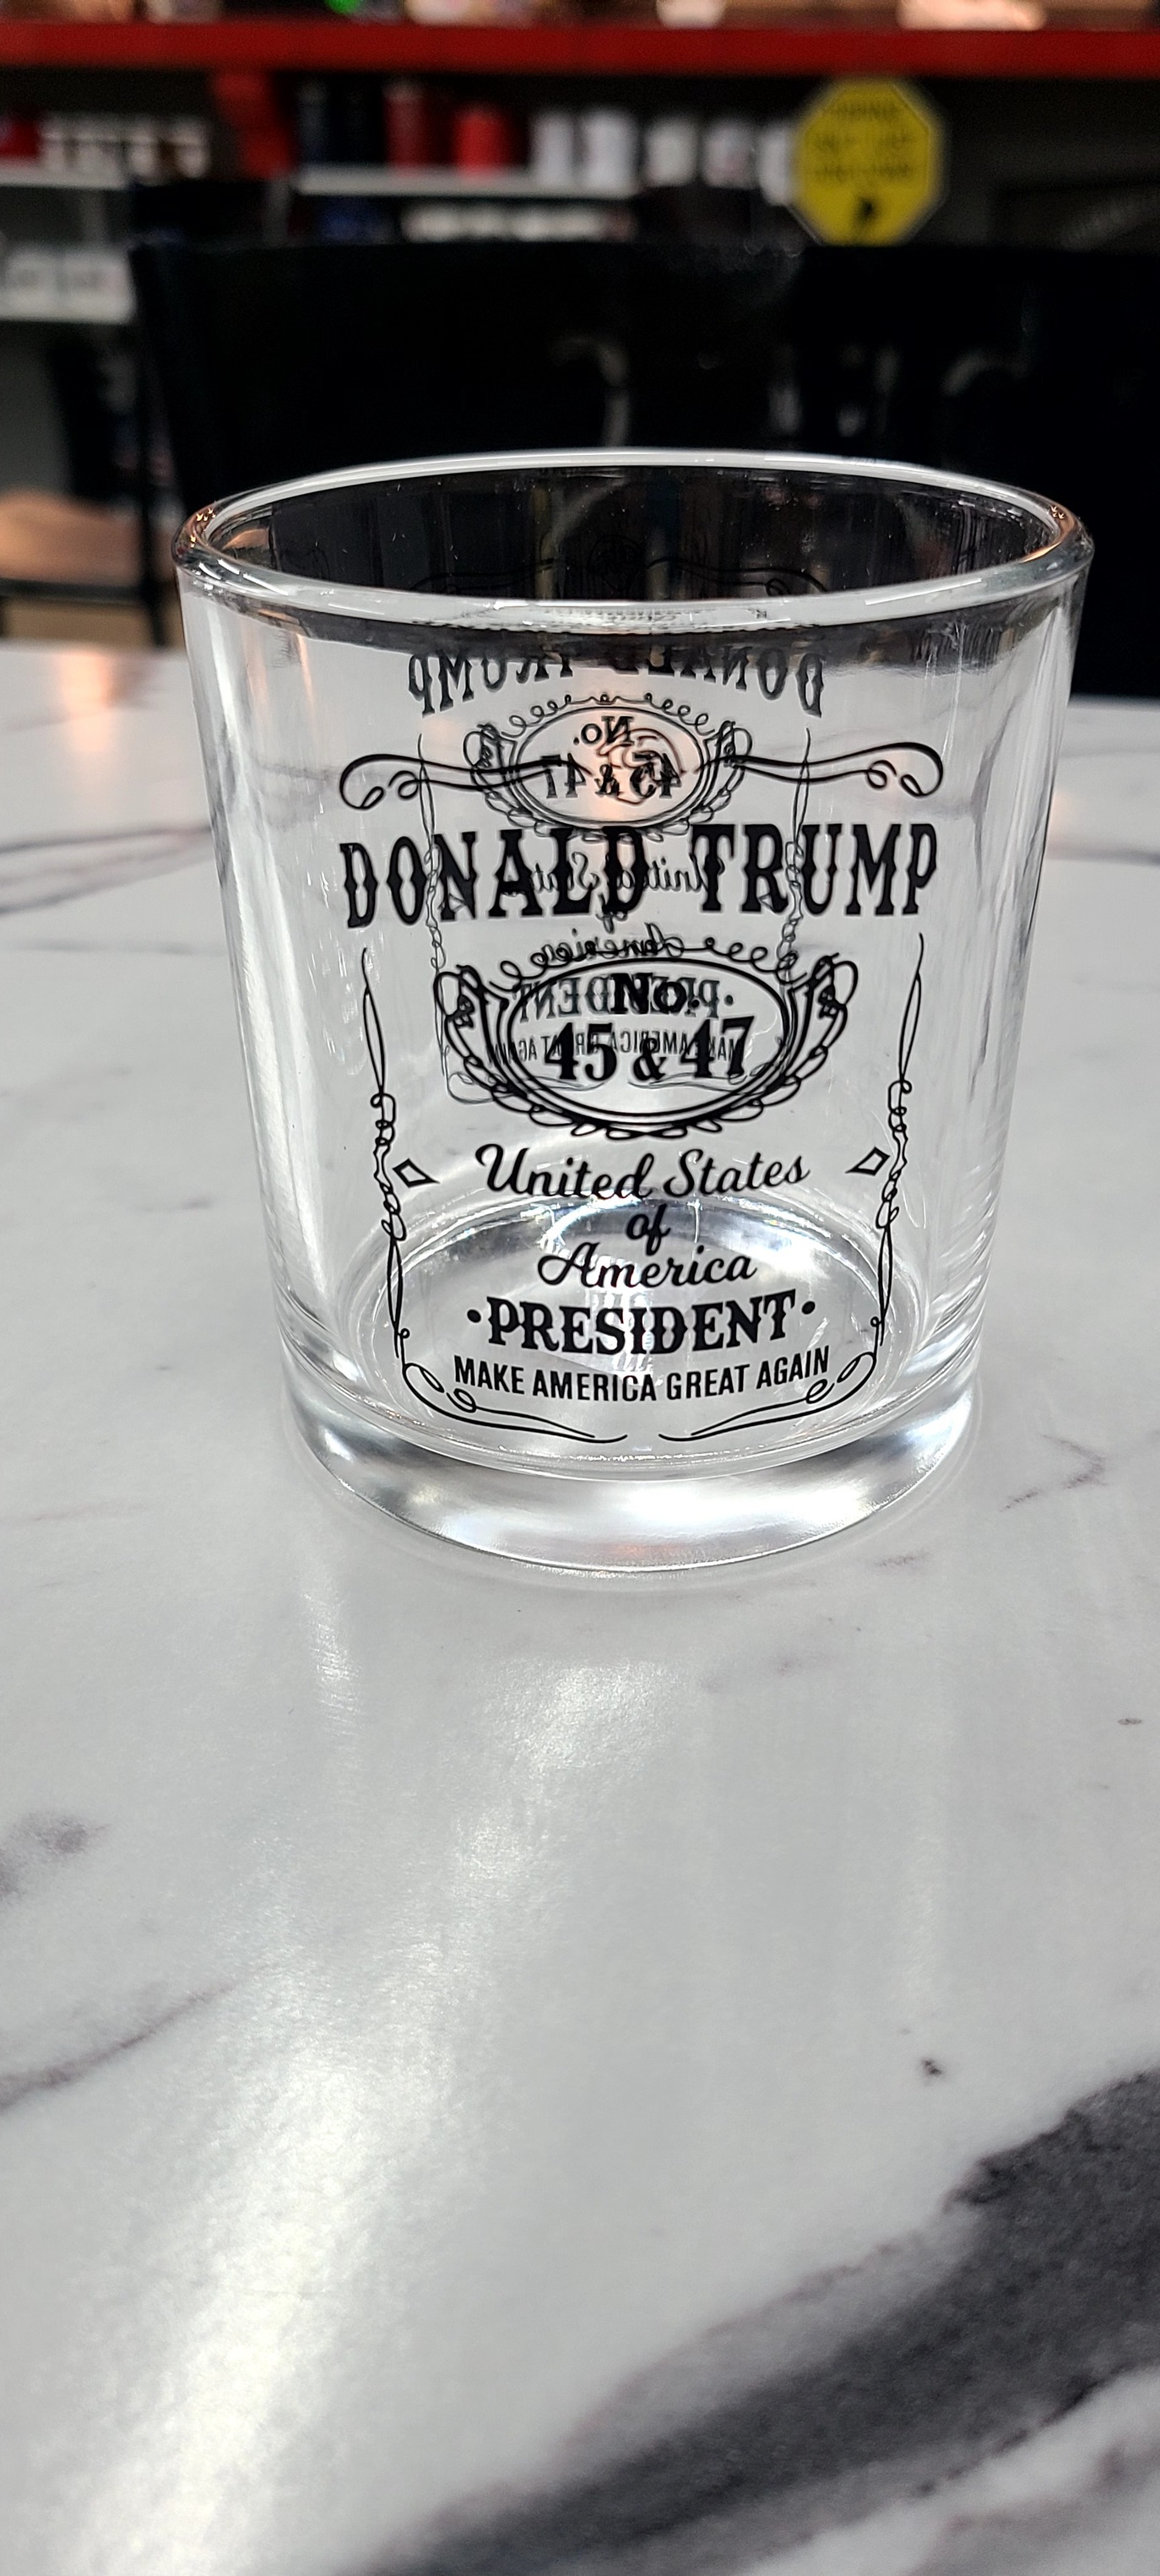 DONALD TRUMP
No.
45 & 47
United States
of
America
•PRESIDENT•
MAKE AMERICA GREAT AGAIN